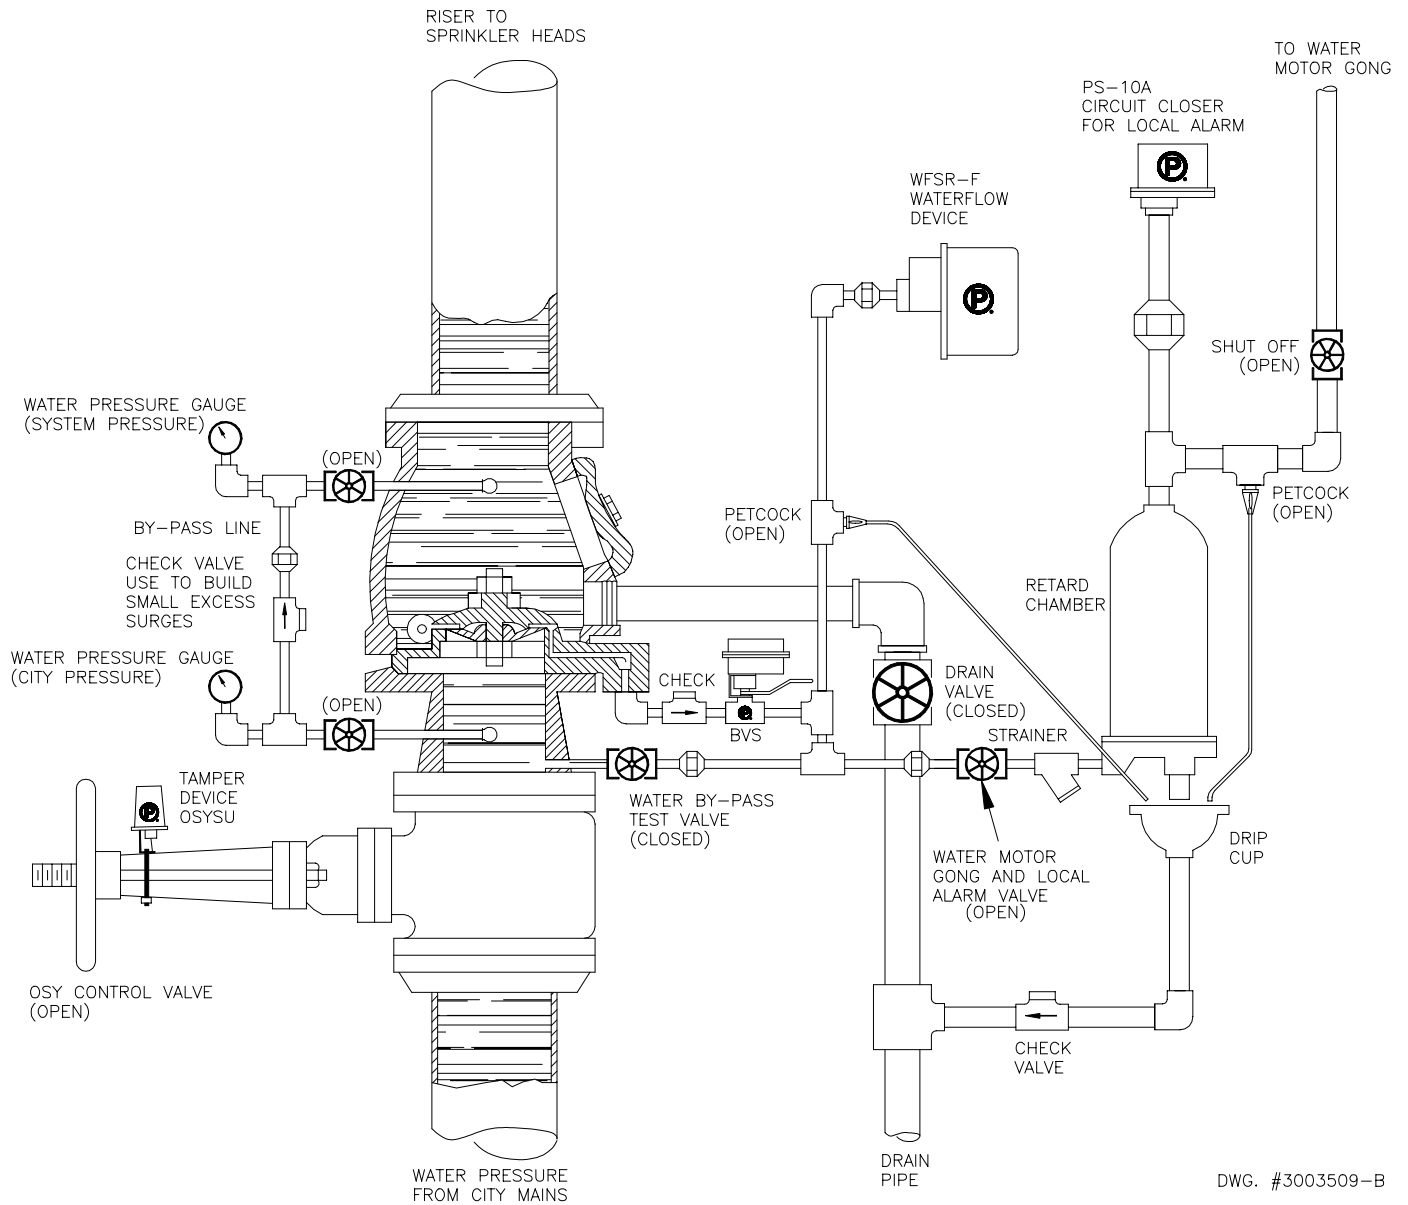 RISER TO
SPRINKLER HEADS
TO WATER
MOTOR GONG
PS-10A
CIRCUIT CLOSER
FOR LOCAL ALARM
P
WFSR-F
WATERFLOW
DEVICE
P
SHUT OFF
(OPEN)
WATER PRESSURE GAUGE
(SYSTEM PRESSURE)
(OPEN)
BY-PASS LINE
PETCOCK
(OPEN)
PETCOCK
(OPEN)
CHECK VALVE
USE TO BUILD
SMALL EXCESS
SURGES
RETARD
CHAMBER
WATER PRESSURE GAUGE
(CITY PRESSURE)
(OPEN)
CHECK
BVS
DRAIN
VALVE
(CLOSED)
STRAINER
TAMPER
DEVICE
OSYSU
P
WATER BY-PASS
TEST VALVE
(CLOSED)
DRIP
CUP
WATER MOTOR
GONG AND LOCAL
ALARM VALVE
(OPEN)
OSY CONTROL VALVE
(OPEN)
CHECK
VALVE
WATER PRESSURE
FROM CITY MAINS
DRAIN
PIPE
DWG. #3003509-B